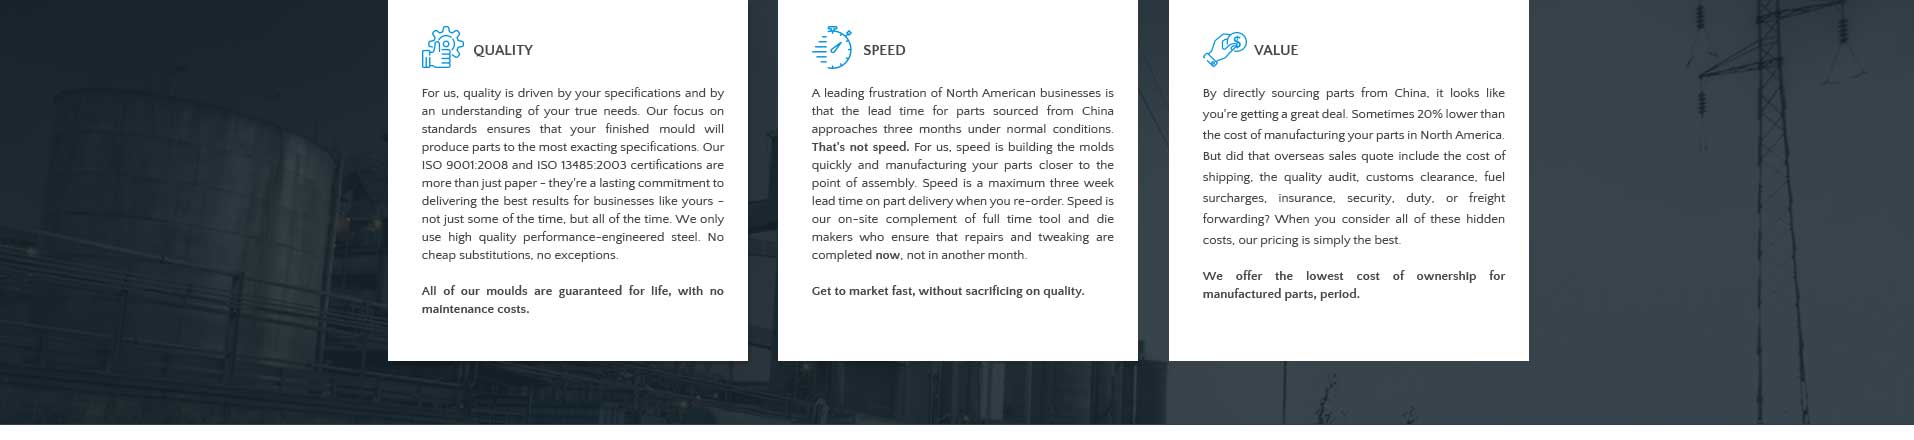 QUALITY
For us, quality is driven by your specifications and by
an understanding of your true needs. Our focus on
standards ensures that your finished mould will
produce parts to the most exacting specifications. Our
ISO 9001:2008 and ISO 13485:2003 certifications are
more than just paper - they're a lasting commitment to
delivering the best results for businesses like yours -
not just some of the time, but all of the time. We only
use high quality performance-engineered steel. No
cheap substitutions, no exceptions.
All of our moulds are guaranteed for life, with no
maintenance costs.
SPEED
A leading frustration of North American businesses is
that the lead time for parts sourced from China
approaches three months under normal conditions.
That's not speed. For us, speed is building the molds
quickly and manufacturing your parts closer to the
point of assembly. Speed is a maximum three week
lead time on part delivery when you re-order. Speed is
our on-site complement of full time tool and die
makers who ensure that repairs and tweaking are
completed now, not in another month.
Get to market fast, without sacrificing on quality.
VALUE
By directly sourcing parts from China, it looks like
you're getting a great deal. Sometimes 20% lower than
the cost of manufacturing your parts in North America.
But did that overseas sales quote include the cost of
shipping, the quality audit, customs clearance, fuel
surcharges, insurance, security, duty, or freight
forwarding? When you consider all of these hidden
costs, our pricing is simply the best.
We offer the lowest cost of ownership for
manufactured parts, period.